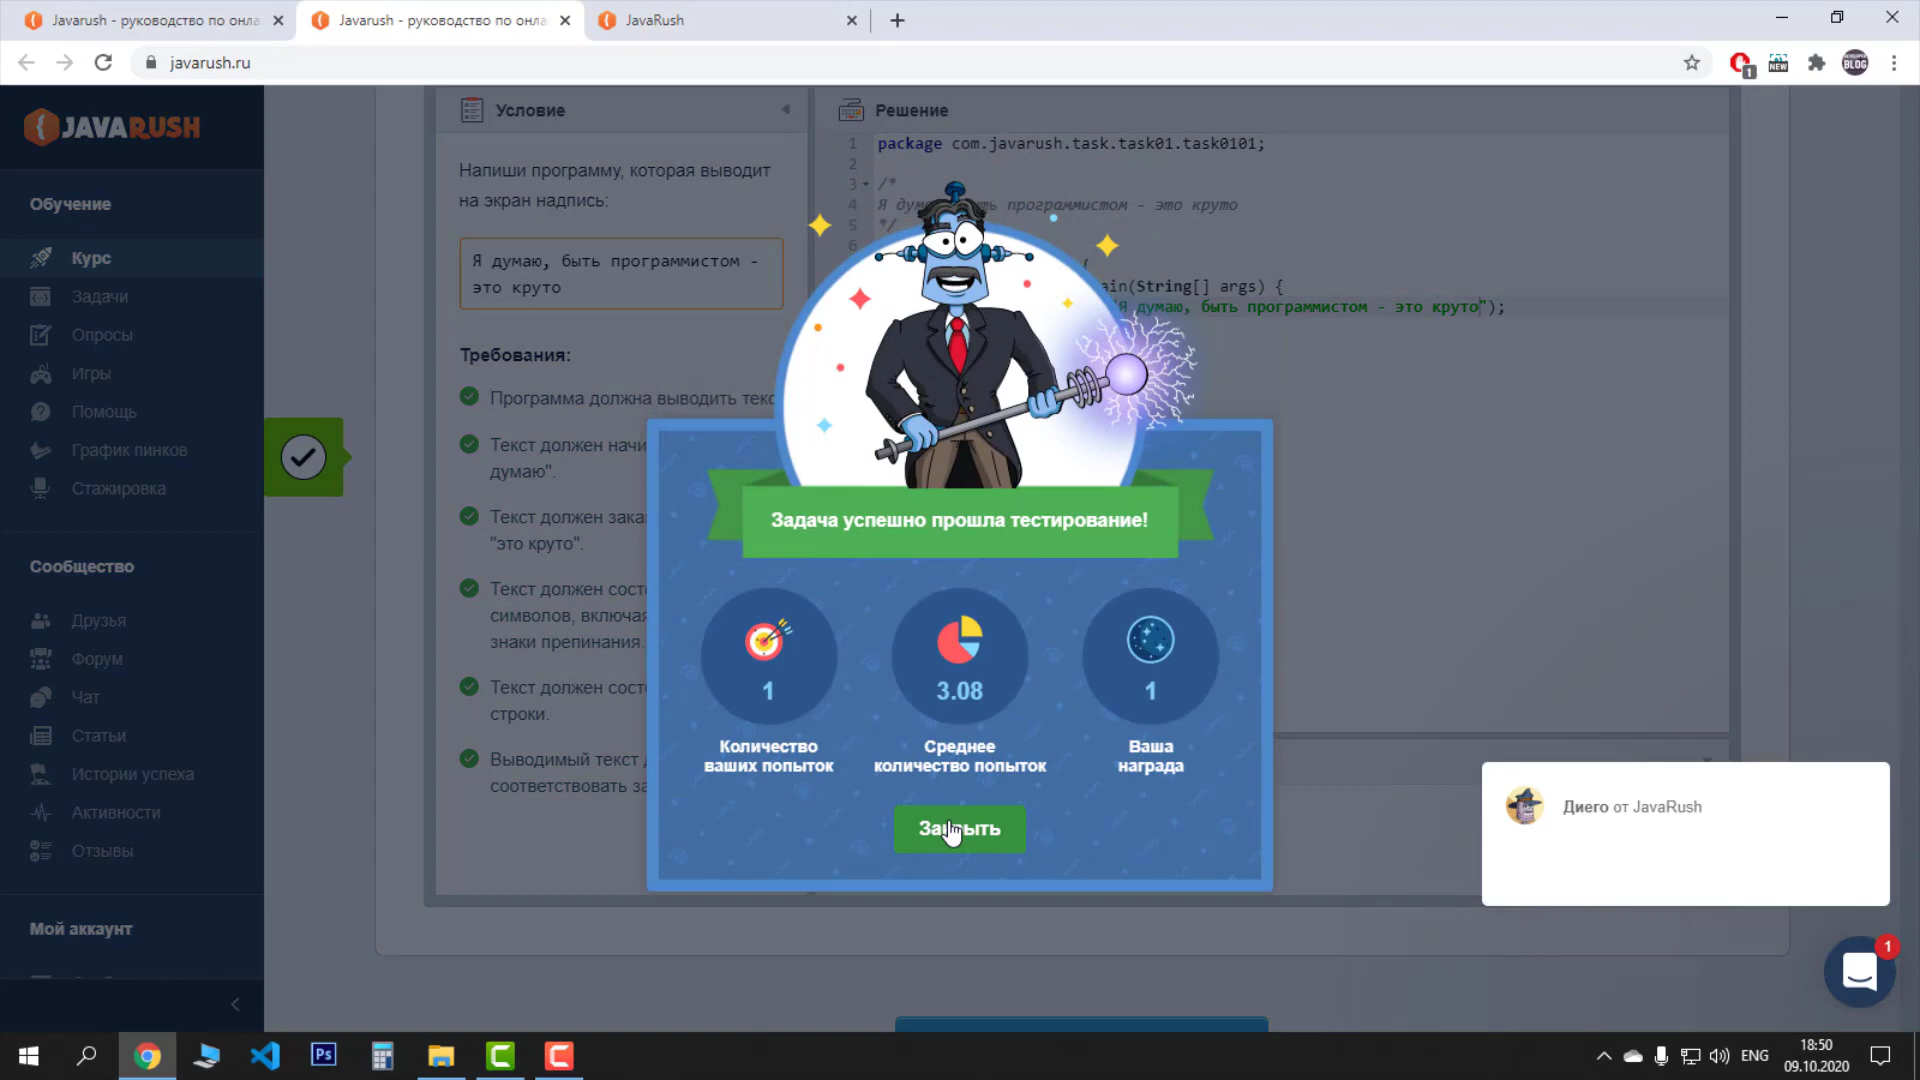 Javarush - руководство по онла
Javarush - руководство по онла
JavaRush
javarush.ru
1
NEW
BLOG
JAVARUSH
Обучение
Курс
Задачи
Опросы
Игры
Помощь
График пинков
Стажировка
Сообщество
Друзья
Форум
Чат
Статьи
Истории успеха
Активности
Отзывы
Мой аккаунт
Условие
Напиши программу, которая выводит
на экран надпись:
Я думаю, быть программистом -
это круто
Требования:
Программа должна выводить текс
Текст должен начи
думаю".
Текст должен зака
"это круто".
Текст должен сост
символов, включая
знаки препинания.
Текст должен сост
строки.
Выводимый текст д
соответствовать за
Решение
1 package com.javarush.task.task01.task0101;
2
3 /*
4 Я дум программистом - это круто
5 */
6
{
ain(String[] args) {
Я думаю, быть программистом - это круто");
Задача успешно прошла тестирование!
1
Количество
ваших попыток
3.08
Среднее
количество попыток
1
Ваша
награда
Закрыть
Диего от JavaRush
1
Ps
ENG
18:50
09.10.2020